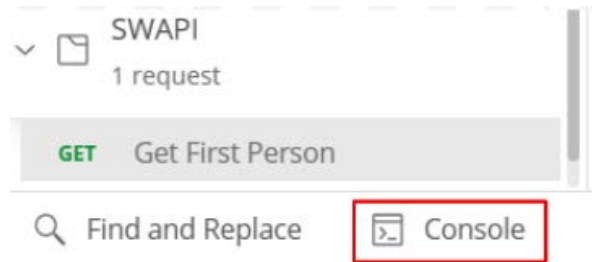 SWAPI
1 request
GET Get First Person
Find and Replace Console